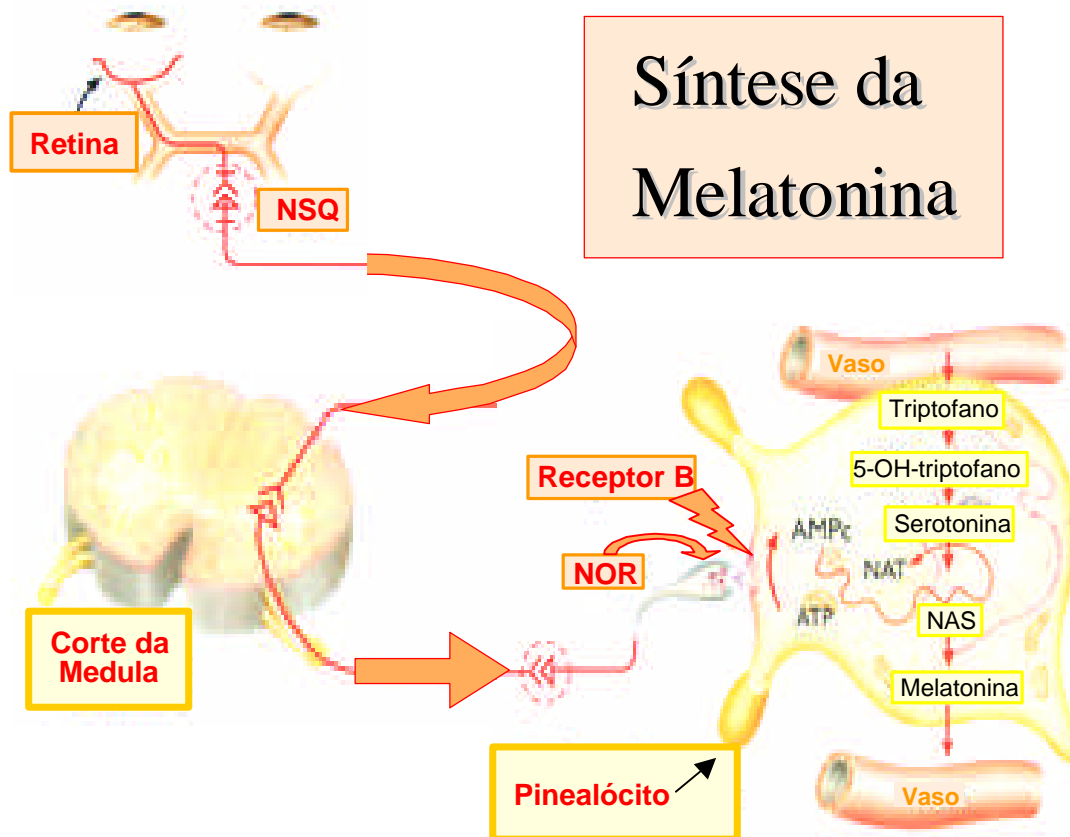 Síntese da
Melatonina
Retina
NSQ
Vaso
Triptofano
5-OH-triptofano
Receptor B
AMPc
Serotonina
NOR
NAT
ATP
NAS
Corte da
Medula
Melatonina
Pinealócito
Vaso